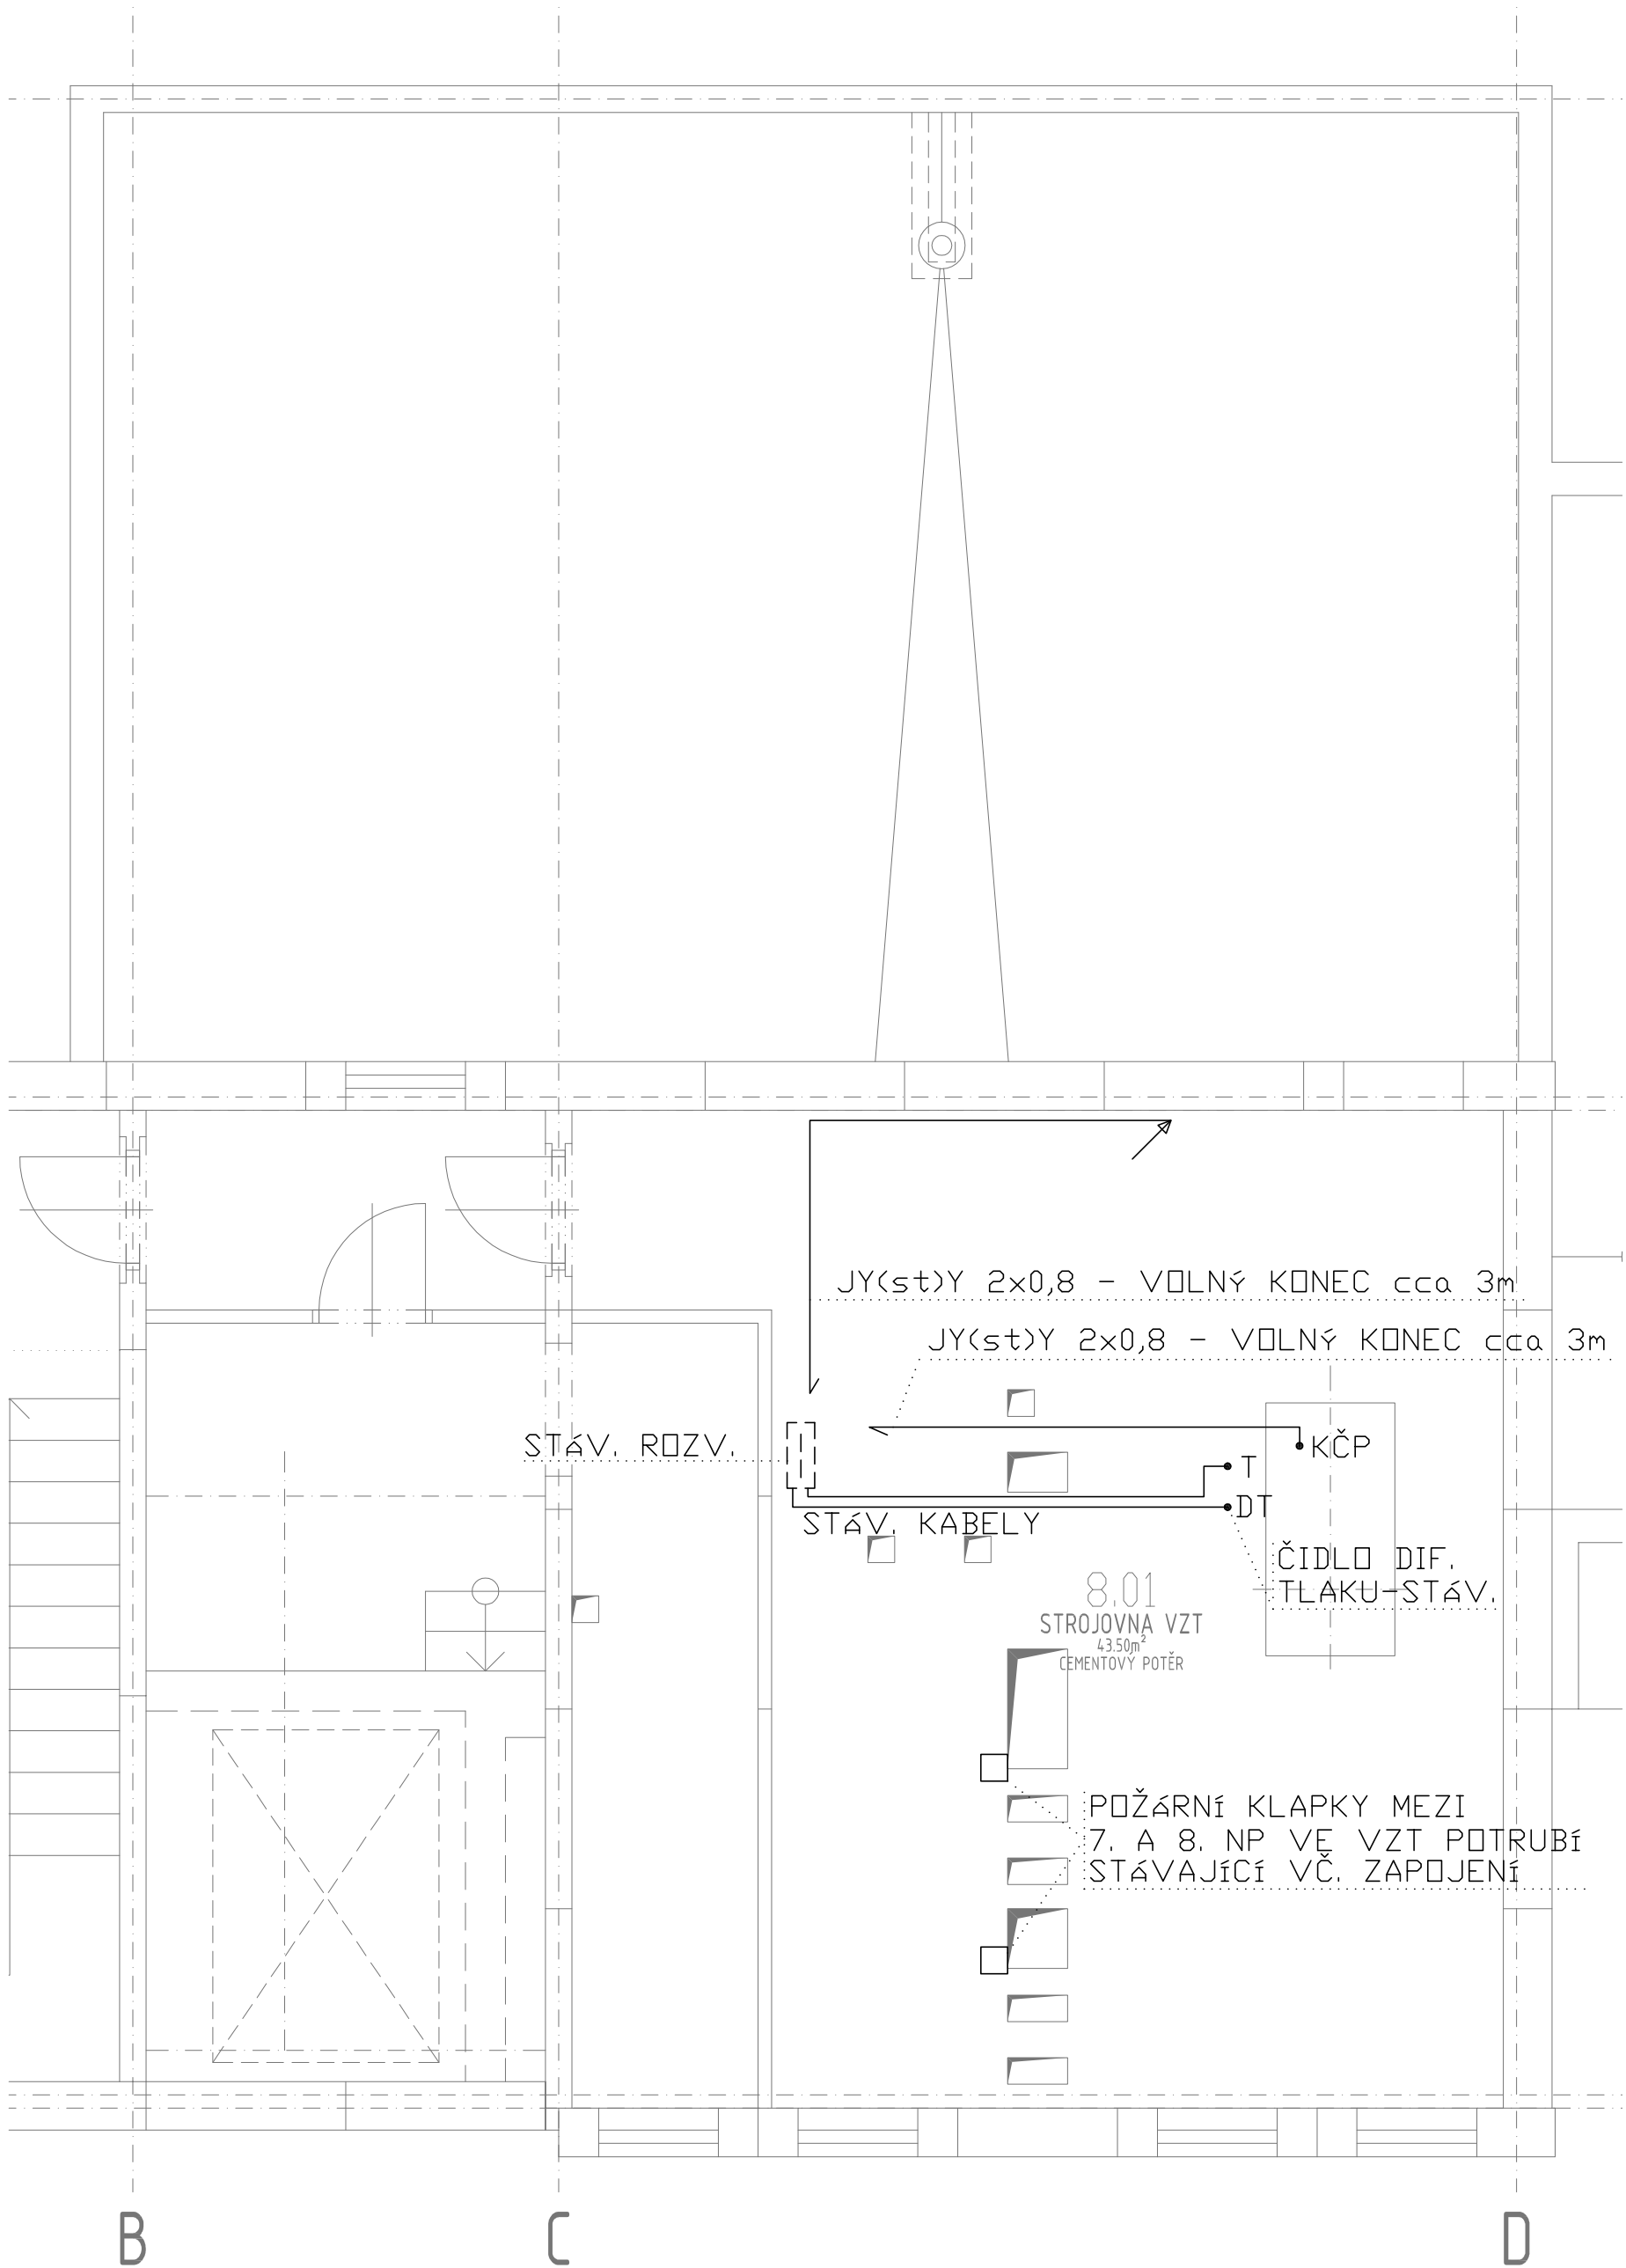 JY(st)Y 2x0,8 - VOLNÝ KONEC cca 3m
JY(st)Y 2x0,8 - VOLNÝ KONEC cca 3m
STÁV. ROZV.
KČP
T
DT
STÁV. KABELY
ČIDLO DIF.
TLAKU-STÁV.
8.01
STROJOVNA VZT
43.50m²
CEMENTOVÝ POTĚR
POŽÁRNÍ KLAPKY MEZI
7. A 8. NP VE VZT POTRUBÍ
STÁVAJÍCÍ VČ. ZAPOJENÍ
B
C
D